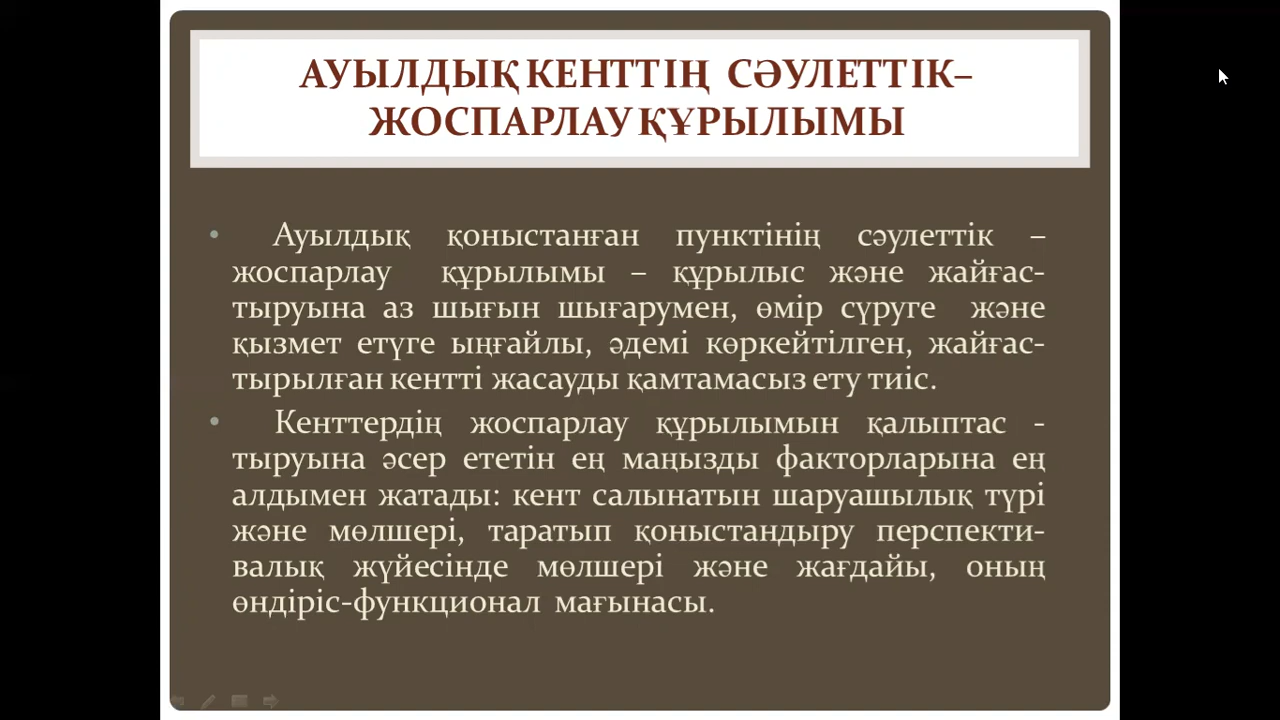 АУЫЛДЫҚ КЕНТТІҢ СӘУЛЕТТІК–
ЖОСПАРЛАУ ҚҰРЫЛЫМЫ
• Ауылдық қоныстанған пунктінің сәулеттік –
жоспарлау құрылымы – құрылыс және жайғас-
тыруына аз шығын шығарумен, өмір сүруге және
қызмет етүге ыңғайлы, әдемі көркейтілген, жайғас-
тырылған кентті жасауды қамтамасыз ету тиіс.
• Кенттердің жоспарлау құрылымын қалыптас -
тыруына әсер ететін ең маңызды факторларына ең
алдымен жатады: кент салынатын шаруашылық түрі
және мөлшері, таратып қоныстандыру перспекти-
валық жүйесінде мөлшері және жағдайы, оның
өндіріс-функционал мағынасы.